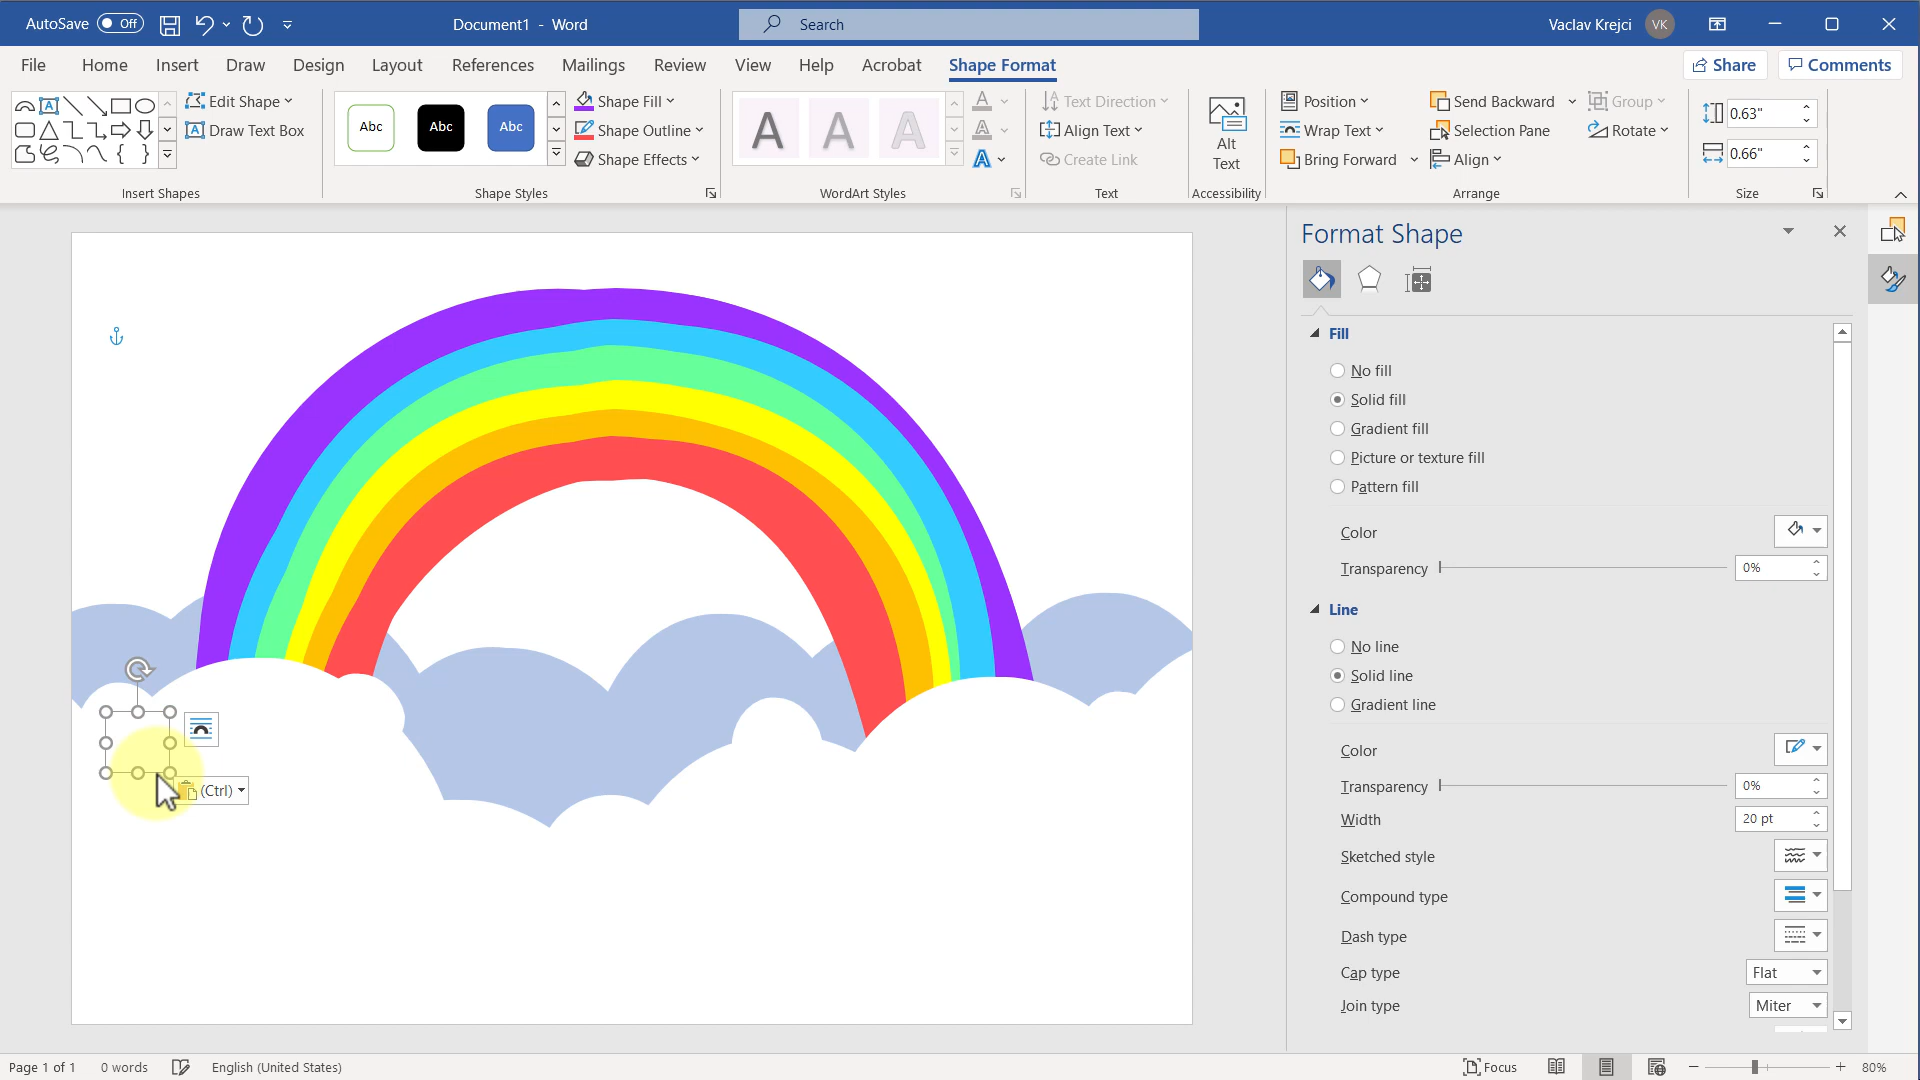 AutoSave Off
Document1 - Word
Search
Vaclav Krejci VK
File Home Insert Draw Design Layout References Mailings Review View Help Acrobat Shape Format
Share Comments
Edit Shape
Draw Text Box
Insert Shapes
Abc Abc Abc
Shape Fill
Shape Outline
Shape Effects
Shape Styles
A A A
WordArt Styles
Text Direction
Align Text
Create Link
Text
Alt
Text
Accessibility
Position
Wrap Text
Bring Forward
Send Backward
Selection Pane
Align
Group
Rotate
Arrange
0.63"
0.66"
Size
(Ctrl)
Format Shape
Fill
No fill
Solid fill
Gradient fill
Picture or texture fill
Pattern fill
Color
Transparency 0%
Line
No line
Solid line
Gradient line
Color
Transparency 0%
Width 20 pt
Sketched style
Compound type
Dash type
Cap type Flat
Join type Miter
Page 1 of 1 0 words English (United States)
Focus 80%